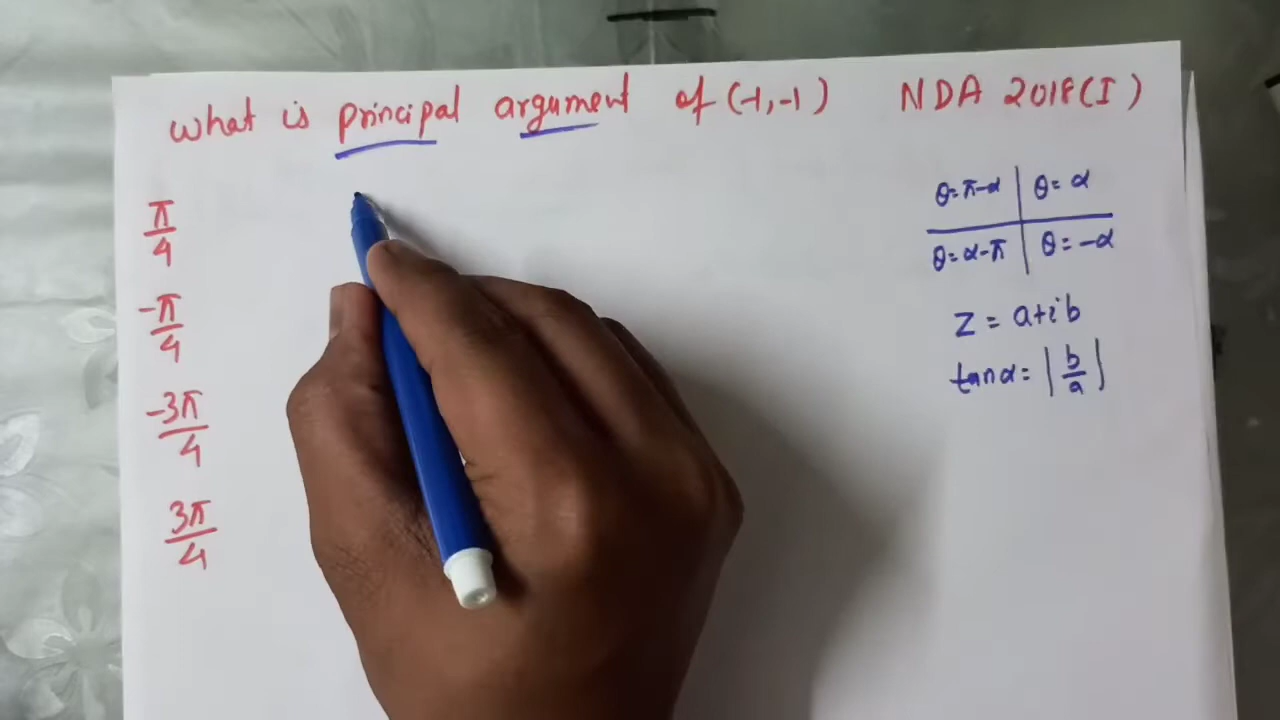 What is principal argument of (-1,-1) NDA 2018(I)
π/4
-π/4
-3π/4
3π/4
θ=π-α | θ=α
θ=α-π | θ=-α
Z = a+ib
tanα= |b/a|